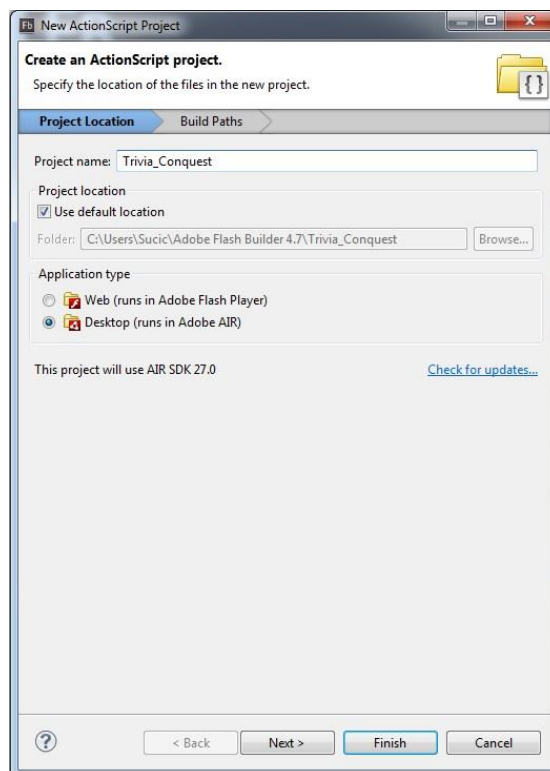 Fb New ActionScript Project
Create an ActionScript project.
Specify the location of the files in the new project.
{ }
Project Location Build Paths
Project name: Trivia_Conquest
Project location
Use default location
Folder: C:\Users\Sucic\Adobe Flash Builder 4.7\Trivia_Conquest Browse...
Application type
Web (runs in Adobe Flash Player)
Desktop (runs in Adobe AIR)
This project will use AIR SDK 27.0 Check for updates...
? < Back Next > Finish Cancel